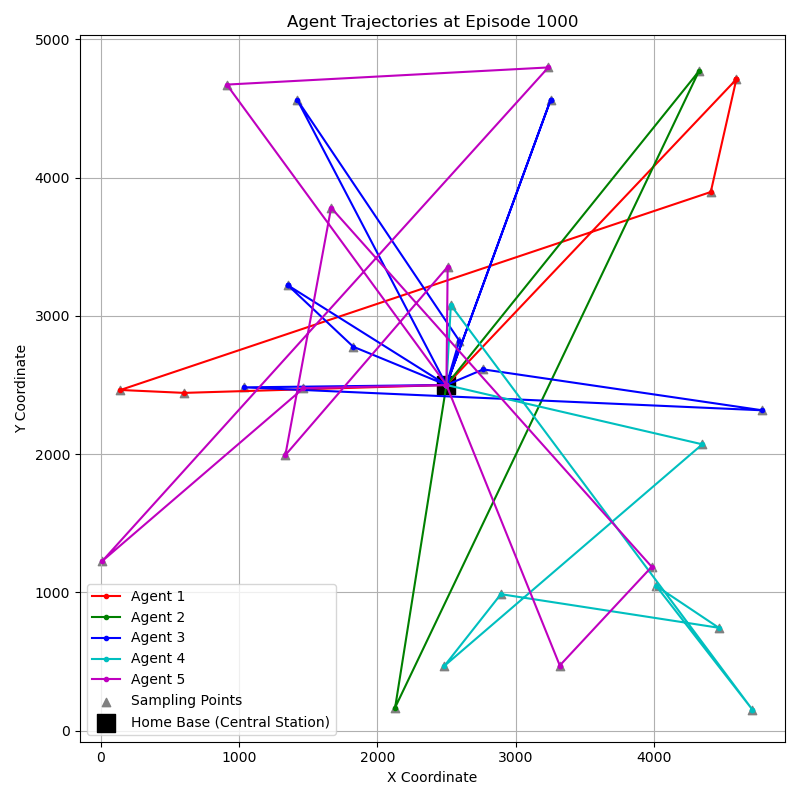 Agent Trajectories at Episode 1000
Y Coordinate
5000
4000
3000
2000
1000
0
Agent 1
Agent 2
Agent 3
Agent 4
Agent 5
Sampling Points
Home Base (Central Station)
0 1000 2000 3000 4000
X Coordinate